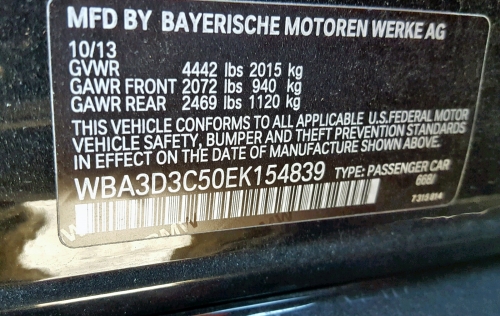 MFD BY BAYERISCHE MOTOREN WERKE AG
10/13
GVWR 4442 lbs 2015 kg
GAWR FRONT 2072 lbs 940 kg
GAWR REAR 2469 lbs 1120 kg
THIS VEHICLE CONFORMS TO ALL APPLICABLE U.S.FEDERAL MOTOR
VEHICLE SAFETY, BUMPER AND THEFT PREVENTION STANDARDS
IN EFFECT ON THE DATE OF MANUFACTURE SHOWN ABOVE.
WBA3D3C50EK154839 TYPE: PASSENGER CAR
7315814